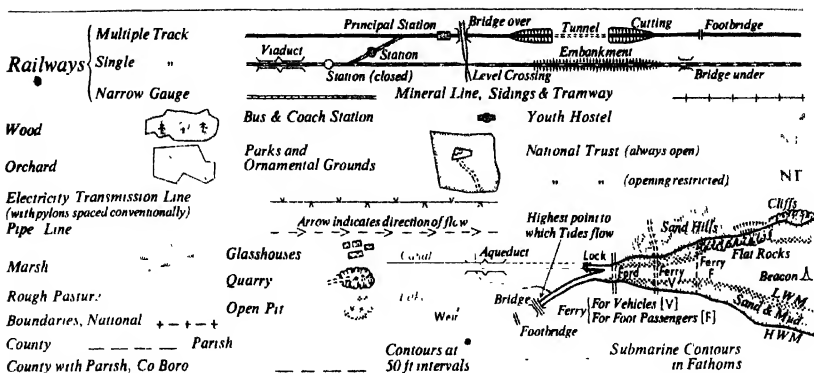 Railways
Multiple Track
Single "
Narrow Gauge
Principal Station
Bridge over
Tunnel
Cutting
Footbridge
Viaduct
Station
Embankment
Station (closed)
Level Crossing
Bridge under
Mineral Line, Sidings & Tramway
Wood
Bus & Coach Station
Youth Hostel
Orchard
Parks and
Ornamental Grounds
National Trust (always open)
" " (opening restricted)
NT
Electricity Transmission Line
(with pylons spaced conventionally)
Pipe Line
Arrow indicates direction of flow
Highest point to
which Tides flow
Cliffs
Sand Hills
Flat Rocks
Marsh
Glasshouses
Canal
Aqueduct
Lock
Ford
Ferry
V
Ferry
F
Beacon
Quarry
Rough Pasture
Open Pit
Weir
Bridge
Footbridge
Ferry
For Vehicles [V]
For Foot Passengers [F]
LWM
Sand & Mud
HWM
Boundaries, National
County
Parish
County with Parish, Co Boro
Contours at
50 ft intervals
Submarine Contours
in Fathoms